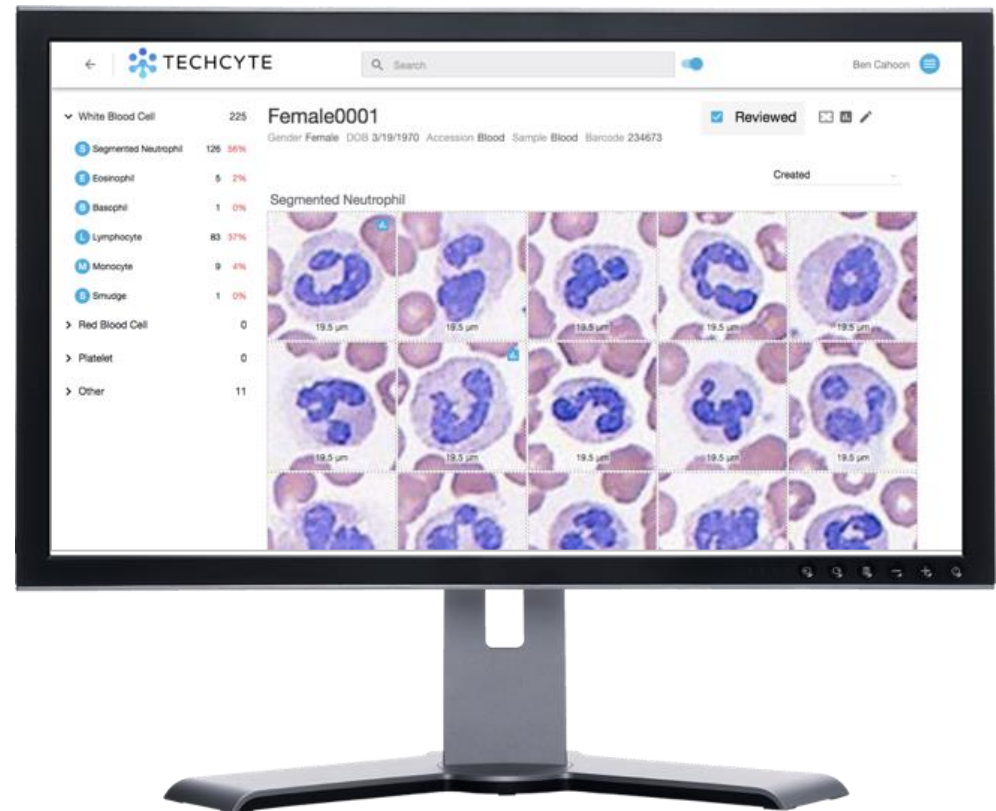 TECHCYTE
Search
Ben Cahoon
White Blood Cell 225
S Segmented Neutrophil 126 56%
E Eosinophil 5 2%
B Basophil 1 0%
L Lymphocyte 83 37%
M Monocyte 9 4%
S Smudge 1 0%
Red Blood Cell 0
Platelet 0
Other 11
Female0001
Reviewed
Gender Female DOB 3/19/1970 Accession Blood Sample Blood Barcode 234673
Created
Segmented Neutrophil
19.5 µm 19.5 µm 19.5 µm 19.5 µm 19.5 µm
19.5 µm 19.5 µm 19.5 µm 19.5 µm 19.5 µm